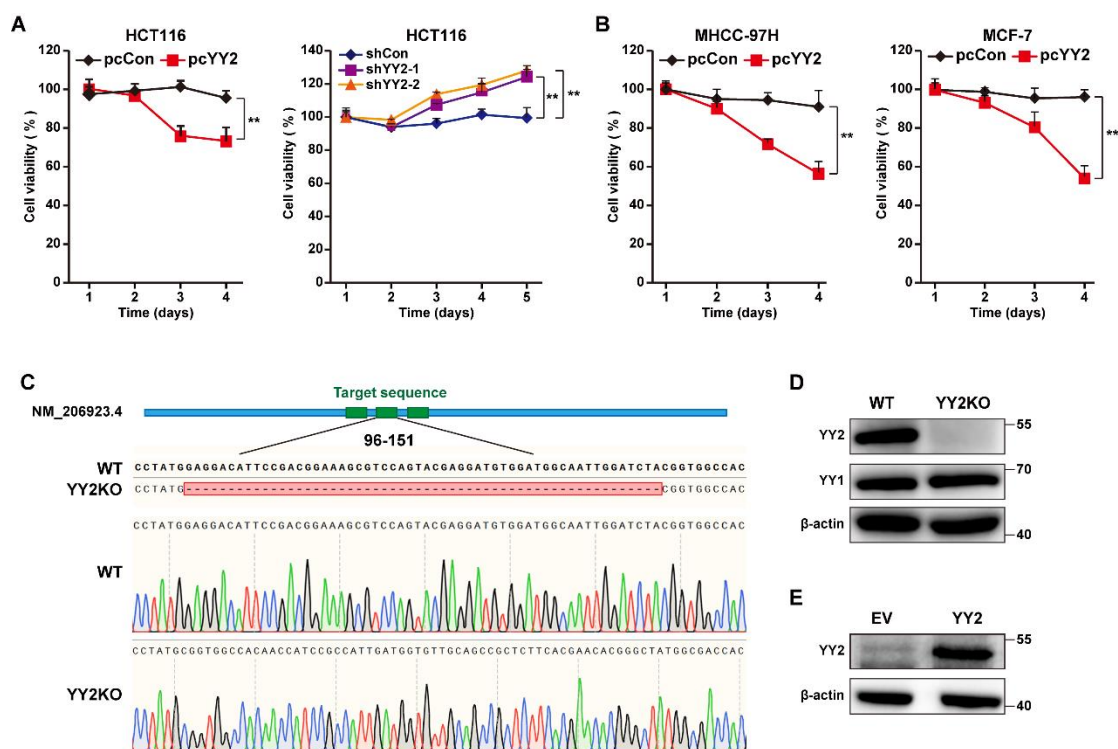 A
HCT116
pcCon pcYY2
Cell viability ( % )
120
100
80
60
40
20
0
**
1 2 3 4
Time (days)
HCT116
shCon
shYY2-1
shYY2-2
Cell viability ( % )
140
120
100
80
60
40
20
0
** **
1 2 3 4 5
Time (days)
B
MHCC-97H
pcCon pcYY2
Cell viability ( % )
120
100
80
60
40
20
0
**
1 2 3 4
Time (days)
MCF-7
pcCon pcYY2
Cell viability ( % )
120
100
80
60
40
20
0
**
1 2 3 4
Time (days)
C
Target sequence
NM_206923.4
96-151
WT CCTATGGAGGACATTCCGACGGAAAGCGTCCAGTACGAGGATGTGGATGGCAATTGGATCTACGGTGGCCAC
YY2KO CCTATG--------------------------------------------------------CGGTGGCCAC
CCTATGGAGGACATTCCGACGGAAAGCGTCCAGTACGAGGATGTGGATGGCAATTGGATCTACGGTGGCCAC
WT
CCTATGCGGTGGCCACAACCATCCGCCATTGATGGTGTTGCAGCCGCTCTTCACGAACACGGGCTATGGCGACCAC
YY2KO
D
WT YY2KO
YY2 55
YY1 70
β-actin 40
E
EV YY2
YY2 55
β-actin 40